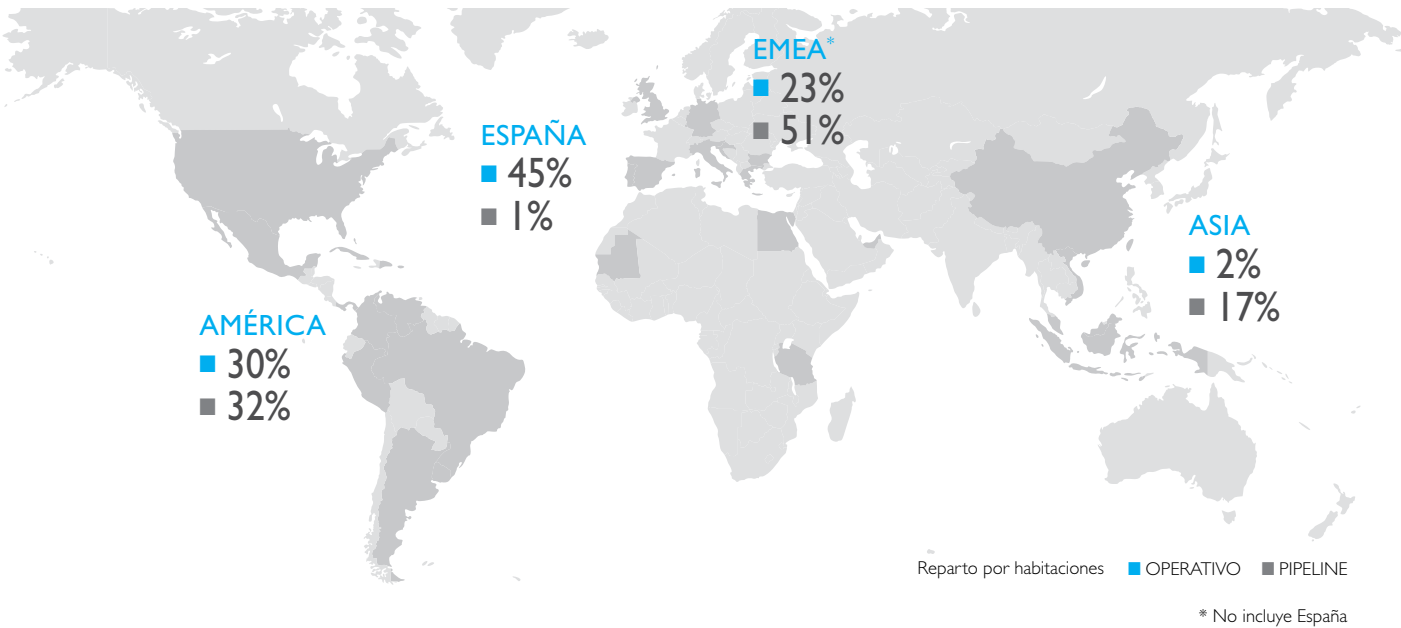 EMEA*
23%
51%
ESPAÑA
45%
1%
ASIA
2%
17%
AMÉRICA
30%
32%
Reparto por habitaciones OPERATIVO PIPELINE
* No incluye España